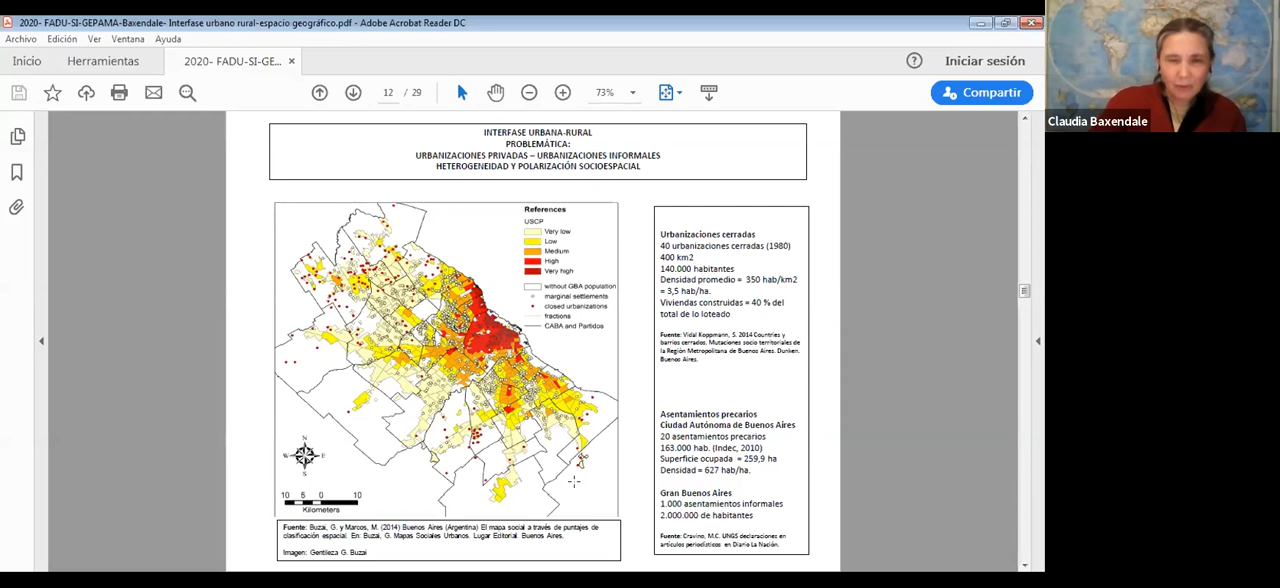 2020- FADU-SI-GEPAMA-Baxendale- Interfase urbano rural-espacio geográfico.pdf - Adobe Acrobat Reader DC
Archivo Edición Ver Ventana Ayuda
Inicio Herramientas 2020- FADU-SI-GE... × Iniciar sesión
12 / 29 73% Compartir
Claudia Baxendale
INTERFASE URBANA-RURAL
PROBLEMÁTICA:
URBANIZACIONES PRIVADAS – URBANIZACIONES INFORMALES
HETEROGENEIDAD Y POLARIZACIÓN SOCIOESPACIAL
References
USCP
Very low
Low
Medium
High
Very high
without GBA population
marginal settlements
closed urbanizations
fractions
CABA and Partidos
N
W E
S
10 5 0 10
Kilometers
Fuente: Buzai, G. y Marcos, M. (2014) Buenos Aires (Argentina) El mapa social a través de puntajes de
clasificación espacial. En: Buzai, G. Mapas Sociales Urbanos. Lugar Editorial. Buenos Aires.
Imagen: Gentileza G. Buzai
Urbanizaciones cerradas
40 urbanizaciones cerradas (1980)
400 km2
140.000 habitantes
Densidad promedio = 350 hab/km2
= 3,5 hab/ha.
Viviendas construidas = 40 % del
total de lo loteado
Fuente: Vidal Koppmann, S. 2014 Countries y
barrios cerrados. Mutaciones socio territoriales de
la Región Metropolitana de Buenos Aires. Dunken.
Buenos Aires.
Asentamientos precarios
Ciudad Autónoma de Buenos Aires
20 asentamientos precarios
163.000 hab. (Indec, 2010)
Superficie ocupada = 259,9 ha
Densidad = 627 hab/ha.
Gran Buenos Aires
1.000 asentamientos informales
2.000.000 de habitantes
Fuente: Cravino, M.C. UNGS declaraciones en
artículos periodísticos en Diario La Nación.